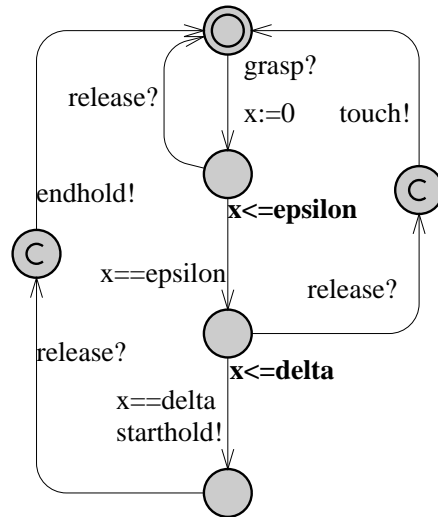 grasp?
release?
x:=0
touch!
endhold!
C
x<=epsilon
C
x==epsilon
release?
release?
x<=delta
x==delta
starthold!